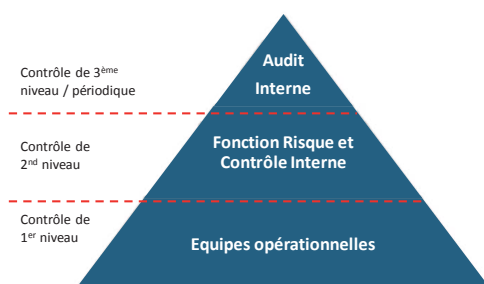 Contrôle de 3ème
niveau / périodique
Audit
Interne
Contrôle de
2nd niveau
Fonction Risque et
Contrôle Interne
Contrôle de
1er niveau
Equipes opérationnelles